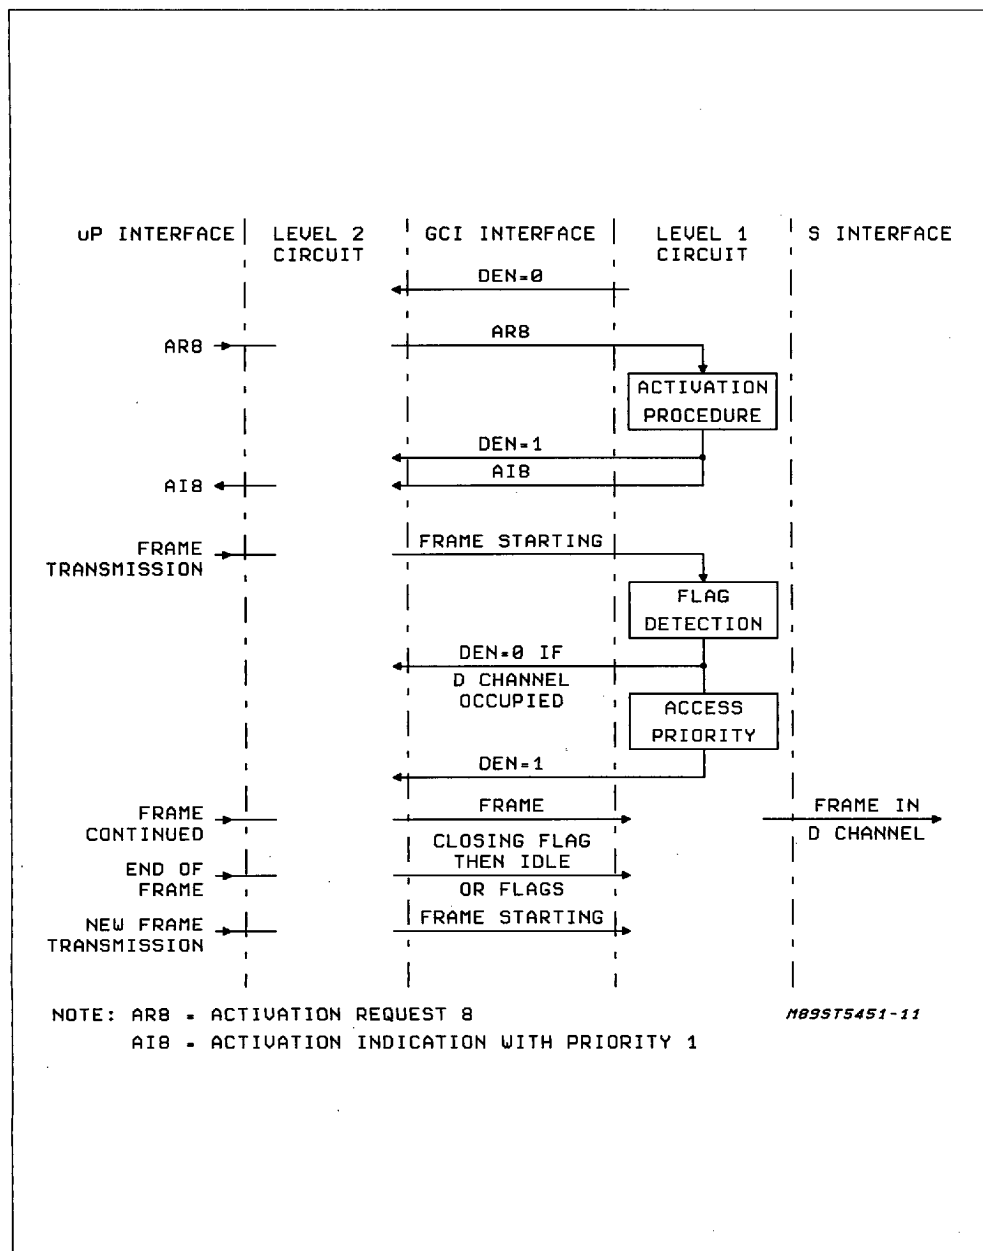 uP INTERFACE LEVEL 2 CIRCUIT GCI INTERFACE LEVEL 1 CIRCUIT S INTERFACE
DEN=0
AR8 AR8
ACTIVATION
PROCEDURE
DEN=1
AI8 AI8
FRAME TRANSMISSION FRAME STARTING
FLAG
DETECTION
DEN=0 IF
D CHANNEL
OCCUPIED
ACCESS
PRIORITY
DEN=1
FRAME CONTINUED FRAME FRAME IN D CHANNEL
CLOSING FLAG
THEN IDLE
END OF FRAME OR FLAGS
NEW FRAME TRANSMISSION FRAME STARTING
NOTE: AR8 = ACTIVATION REQUEST 8 M89ST5451-11
AI8 = ACTIVATION INDICATION WITH PRIORITY 1